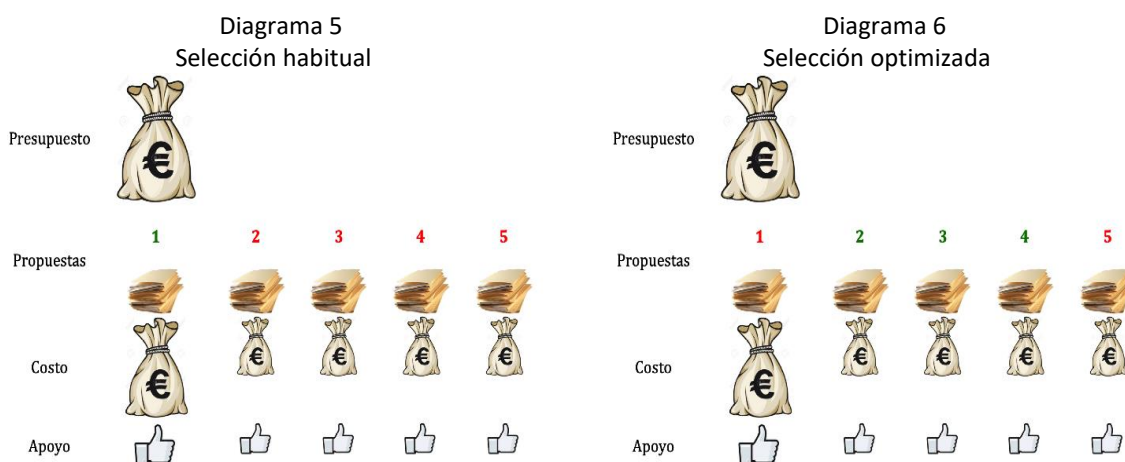 Diagrama 5
Selección habitual
Presupuesto
€
1 2 3 4 5
Propuestas
Costo
€ € € € €
Apoyo
Diagrama 6
Selección optimizada
Presupuesto
€
1 2 3 4 5
Propuestas
Costo
€ € € € €
Apoyo